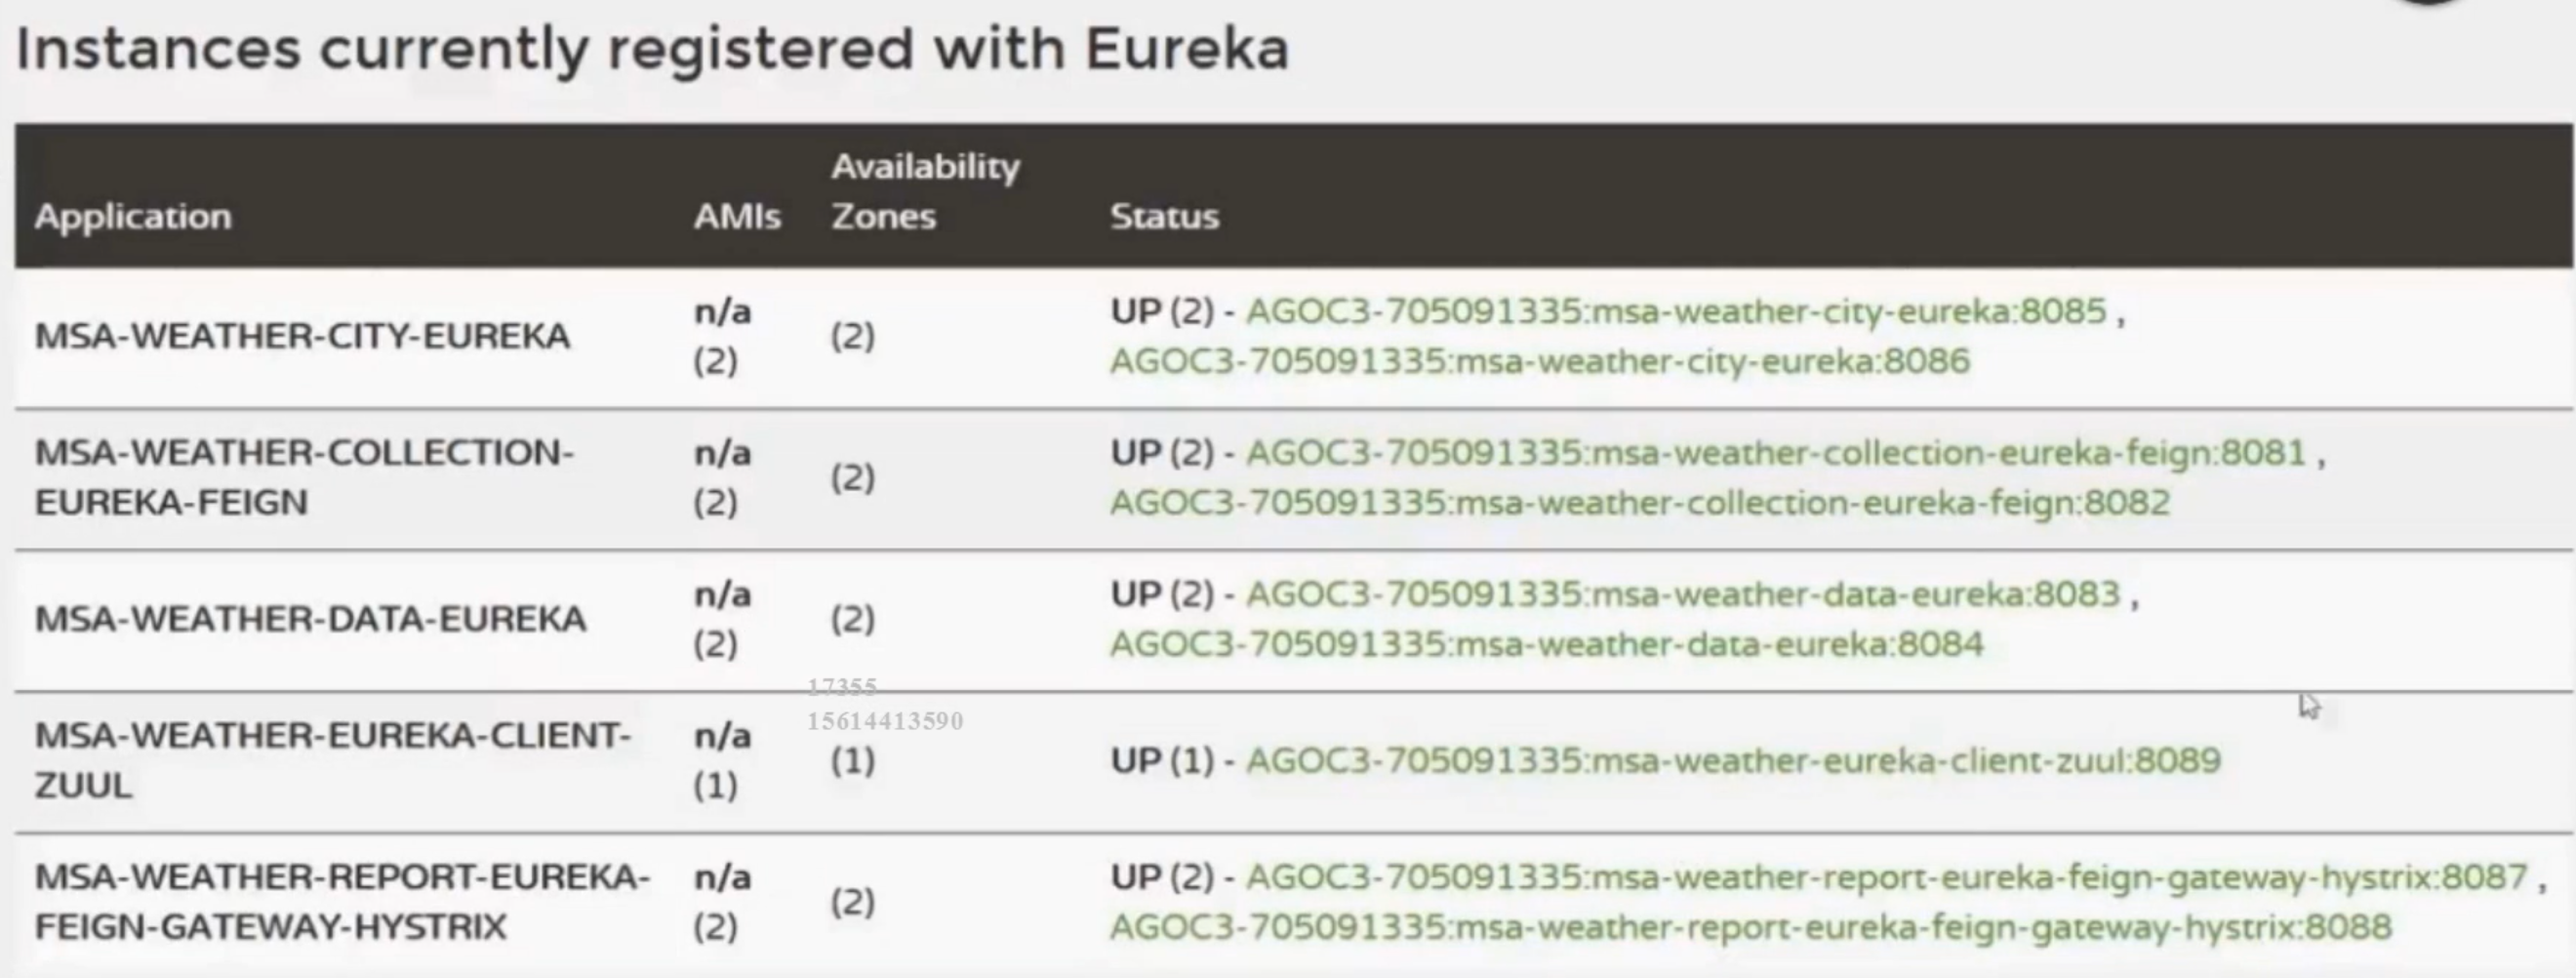 Instances currently registered with Eureka
Application AMIs Availability Zones Status
MSA-WEATHER-CITY-EUREKA n/a (2) (2) UP (2) - AGOC3-705091335:msa-weather-city-eureka:8085 ,
AGOC3-705091335:msa-weather-city-eureka:8086
MSA-WEATHER-COLLECTION- n/a (2) UP (2) - AGOC3-705091335:msa-weather-collection-eureka-feign:8081 ,
EUREKA-FEIGN (2) AGOC3-705091335:msa-weather-collection-eureka-feign:8082
MSA-WEATHER-DATA-EUREKA n/a (2) (2) UP (2) - AGOC3-705091335:msa-weather-data-eureka:8083 ,
AGOC3-705091335:msa-weather-data-eureka:8084
17355
15614413590
MSA-WEATHER-EUREKA-CLIENT- n/a (1) UP (1) - AGOC3-705091335:msa-weather-eureka-client-zuul:8089
ZUUL (1)
MSA-WEATHER-REPORT-EUREKA- n/a (2) UP (2) - AGOC3-705091335:msa-weather-report-eureka-feign-gateway-hystrix:8087 ,
FEIGN-GATEWAY-HYSTRIX (2) AGOC3-705091335:msa-weather-report-eureka-feign-gateway-hystrix:8088